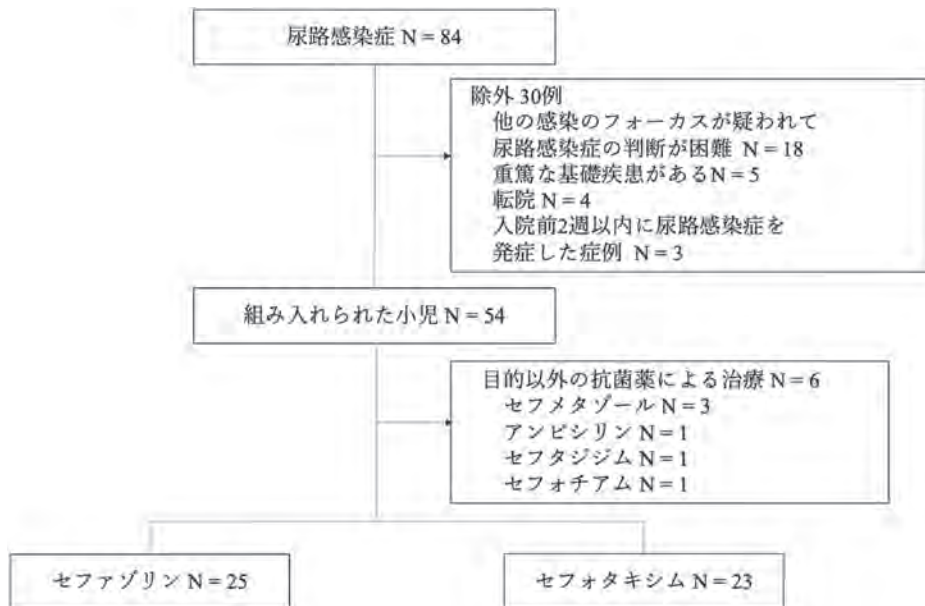 尿路感染症 N = 84
除外 30例
他の感染のフォーカスが疑われて
尿路感染症の判断が困難 N = 18
重篤な基礎疾患があるN = 5
転院 N = 4
入院前2週以内に尿路感染症を
発症した症例 N = 3
組み入れられた小児 N = 54
目的以外の抗菌薬による治療 N = 6
セフメタゾール N = 3
アンピシリン N = 1
セフタジジム N = 1
セフォチアム N = 1
セファゾリン N = 25
セフォタキシム N = 23